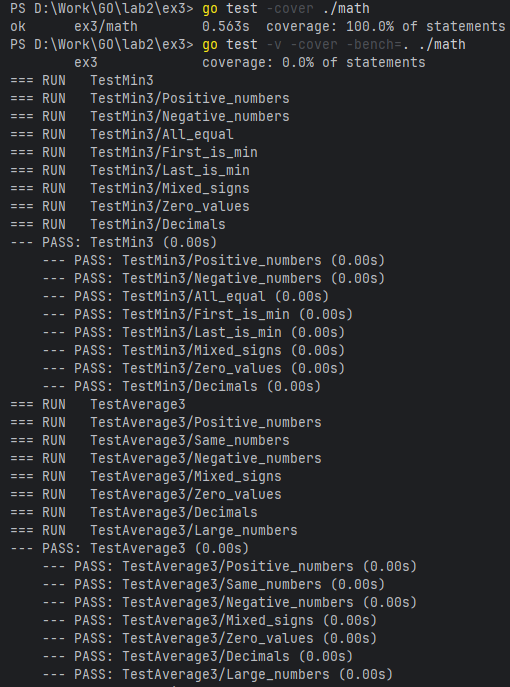 PS D:\Work\GO\lab2\ex3> go test -cover ./math
ok      ex3/math        0.563s  coverage: 100.0% of statements
PS D:\Work\GO\lab2\ex3> go test -v -cover -bench=. ./math
        ex3             coverage: 0.0% of statements
=== RUN   TestMin3
=== RUN   TestMin3/Positive_numbers
=== RUN   TestMin3/Negative_numbers
=== RUN   TestMin3/All_equal
=== RUN   TestMin3/First_is_min
=== RUN   TestMin3/Last_is_min
=== RUN   TestMin3/Mixed_signs
=== RUN   TestMin3/Zero_values
=== RUN   TestMin3/Decimals
--- PASS: TestMin3 (0.00s)
    --- PASS: TestMin3/Positive_numbers (0.00s)
    --- PASS: TestMin3/Negative_numbers (0.00s)
    --- PASS: TestMin3/All_equal (0.00s)
    --- PASS: TestMin3/First_is_min (0.00s)
    --- PASS: TestMin3/Last_is_min (0.00s)
    --- PASS: TestMin3/Mixed_signs (0.00s)
    --- PASS: TestMin3/Zero_values (0.00s)
    --- PASS: TestMin3/Decimals (0.00s)
=== RUN   TestAverage3
=== RUN   TestAverage3/Positive_numbers
=== RUN   TestAverage3/Same_numbers
=== RUN   TestAverage3/Negative_numbers
=== RUN   TestAverage3/Mixed_signs
=== RUN   TestAverage3/Zero_values
=== RUN   TestAverage3/Decimals
=== RUN   TestAverage3/Large_numbers
--- PASS: TestAverage3 (0.00s)
    --- PASS: TestAverage3/Positive_numbers (0.00s)
    --- PASS: TestAverage3/Same_numbers (0.00s)
    --- PASS: TestAverage3/Negative_numbers (0.00s)
    --- PASS: TestAverage3/Mixed_signs (0.00s)
    --- PASS: TestAverage3/Zero_values (0.00s)
    --- PASS: TestAverage3/Decimals (0.00s)
    --- PASS: TestAverage3/Large_numbers (0.00s)